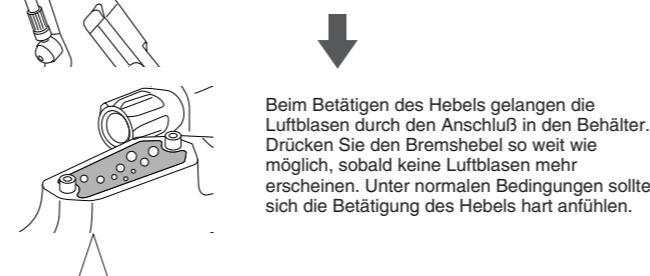 Beim Betätigen des Hebels gelangen die
Luftblasen durch den Anschluß in den Behälter.
Drücken Sie den Bremshebel so weit wie
möglich, sobald keine Luftblasen mehr
erscheinen. Unter normalen Bedingungen sollte
sich die Betätigung des Hebels hart anfühlen.